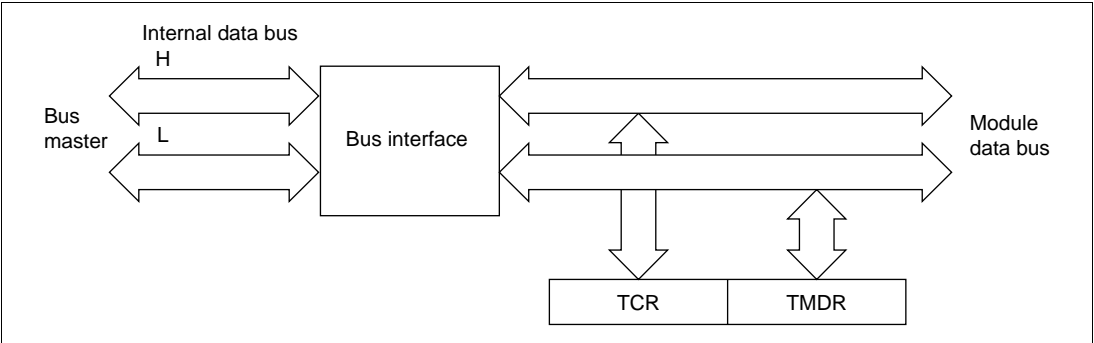 Internal data bus
H
Bus
master
L
Bus interface
Module
data bus
TCR
TMDR